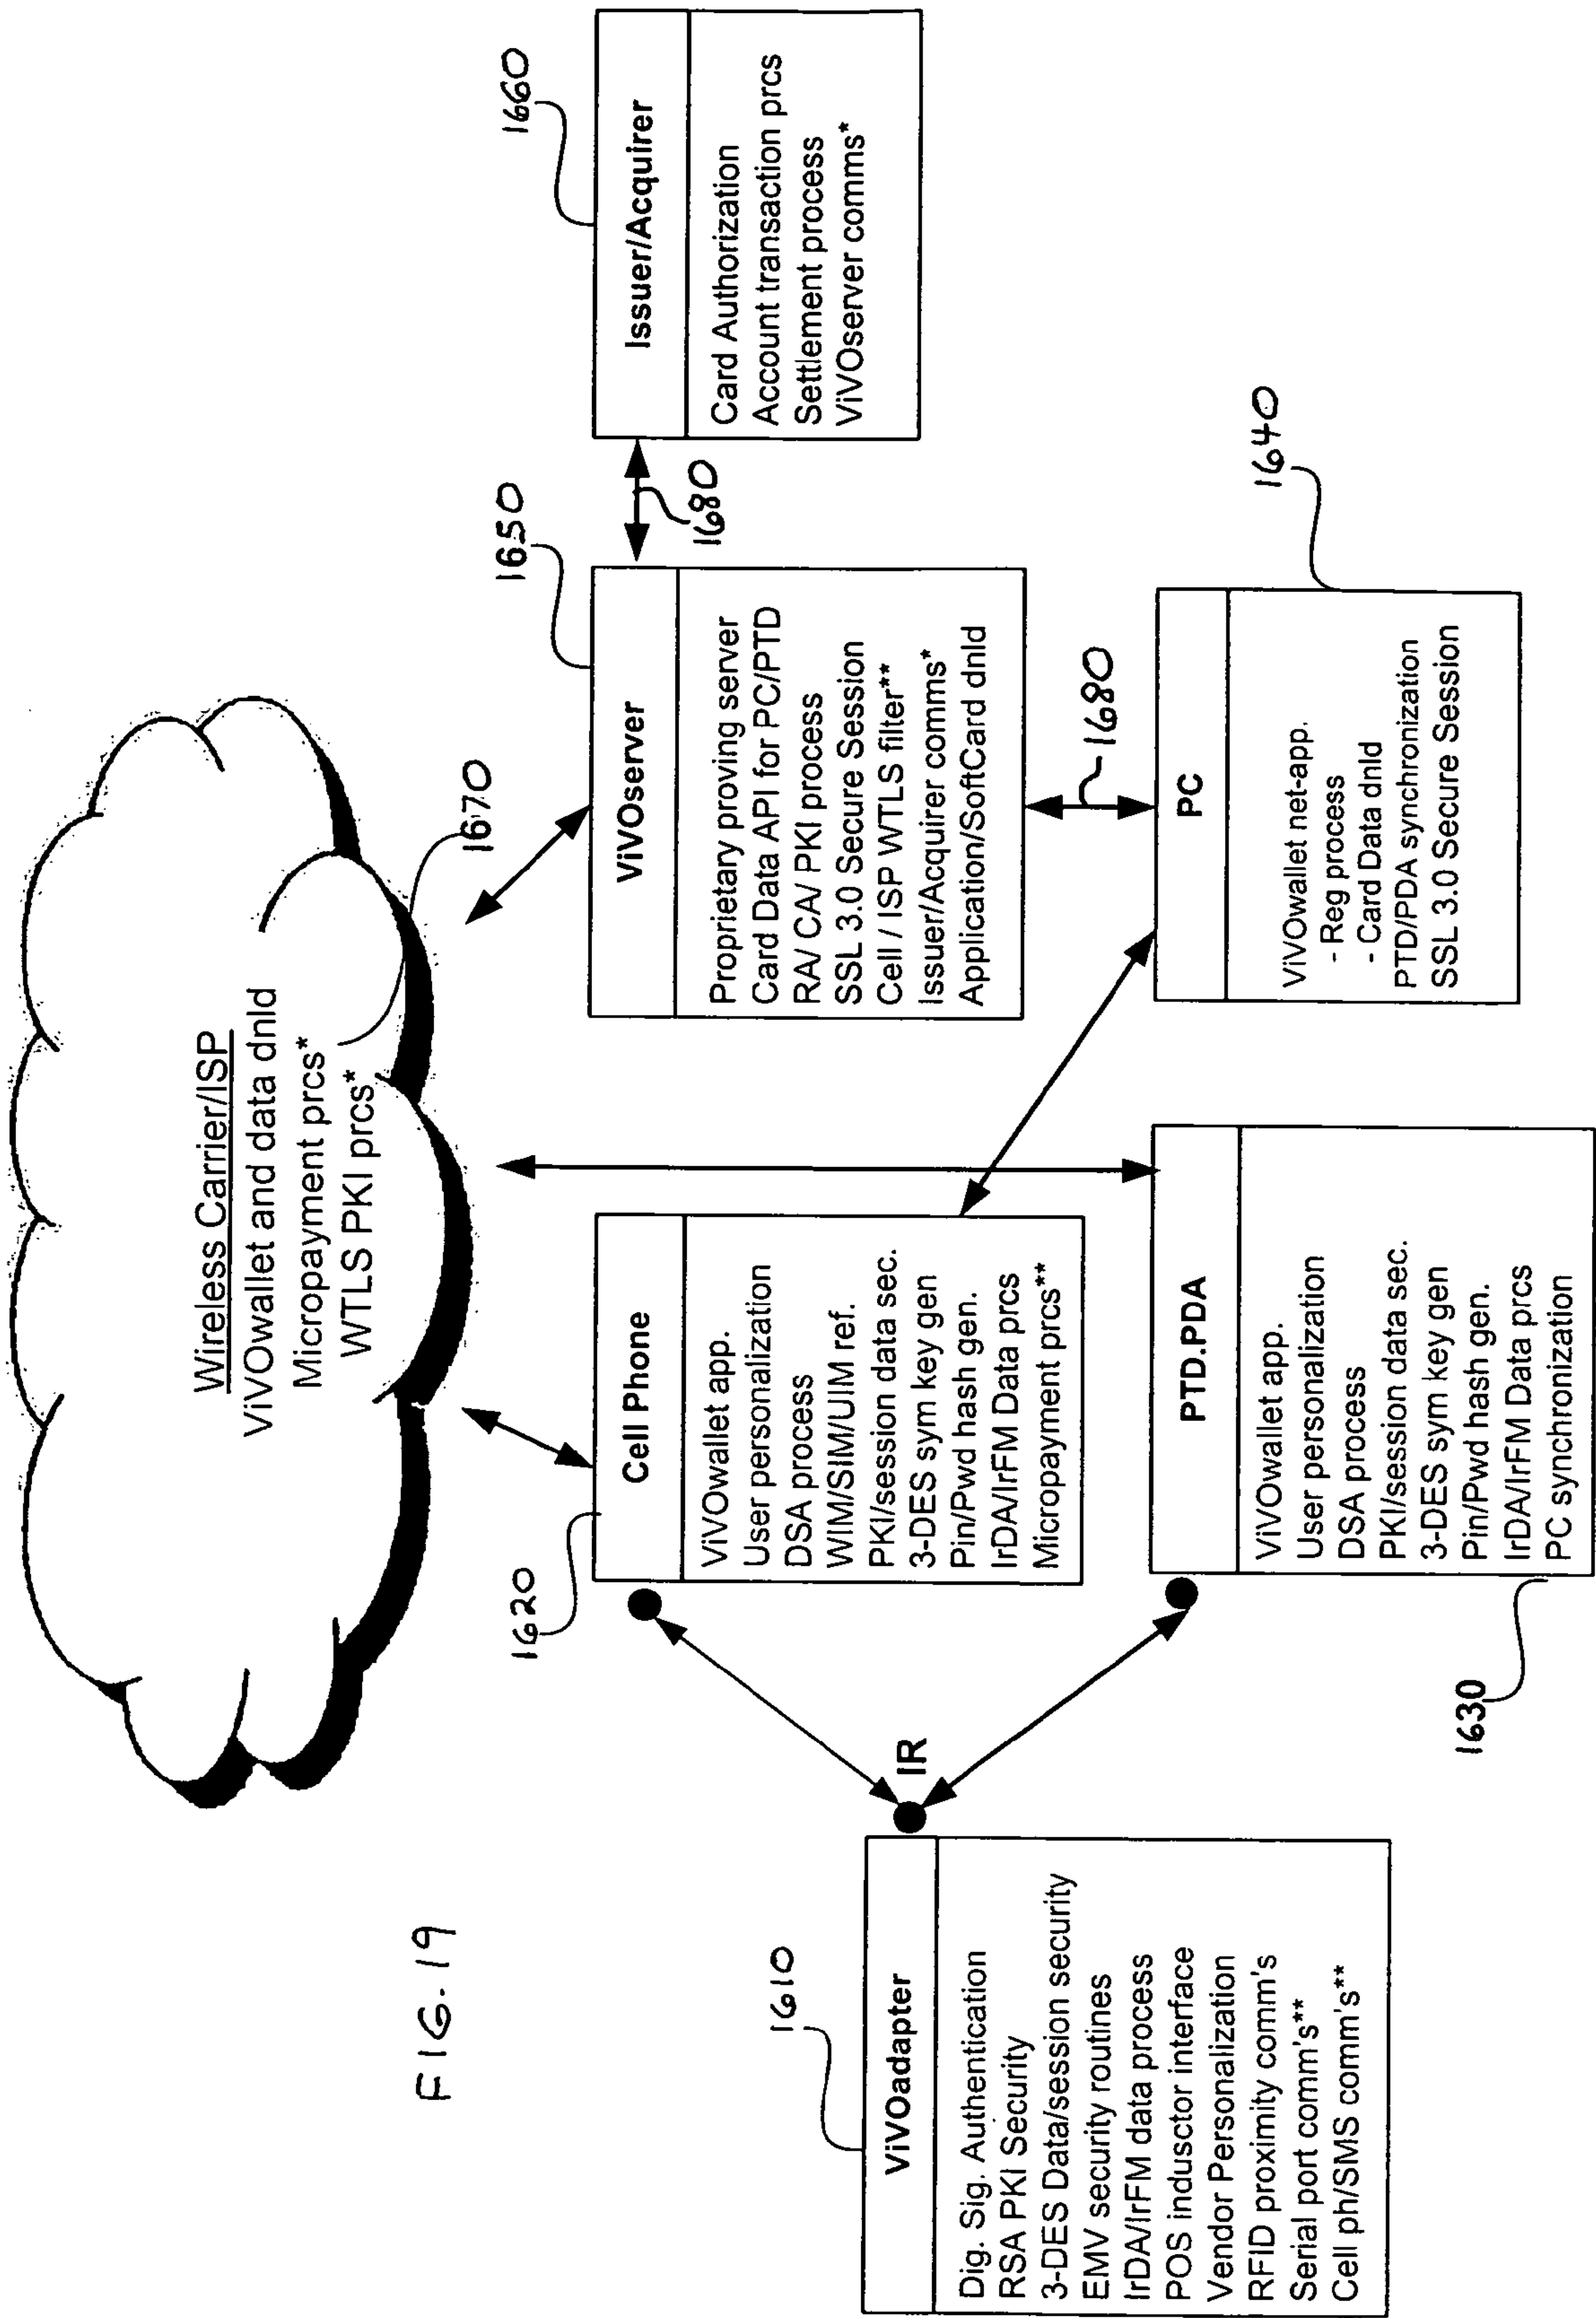 FIG. 19
Wireless Carrier/ISP
ViVOwallet and data dnld
Micropayment prcs*
WTLS PKI prcs*
1670
1610
ViVOadapter
Dig. Sig. Authentication
RSA PKI Security
3-DES Data/session security
EMV security routines
IrDA/IrFM data process
POS indusctor interface
Vendor Personalization
RFID proximity comm's
Serial port comm's**
Cell ph/SMS comm's**
IR
1620
Cell Phone
ViVOwallet app.
User personalization
DSA process
WIM/SIM/UIM ref.
PKI/session data sec.
3-DES sym key gen
Pin/Pwd hash gen.
IrDA/IrFM Data prcs
Micropayment prcs**
1630
PTD.PDA
ViVOwallet app.
User personalization
DSA process
PKI/session data sec.
3-DES sym key gen
Pin/Pwd hash gen.
IrDA/IrFM Data prcs
PC synchronization
1650
ViVOserver
Proprietary proving server
Card Data API for PC/PTD
RA/ CA/ PKI process
SSL 3.0 Secure Session
Cell / ISP WTLS filter**
Issuer/Acquirer comms*
Application/SoftCard dnld
1680
1680
1640
PC
ViVOwallet net-app.
- Reg process
- Card Data dnld
PTD/PDA synchronization
SSL 3.0 Secure Session
1660
Issuer/Acquirer
Card Authorization
Account transaction prcs
Settlement process
ViVOserver comms*